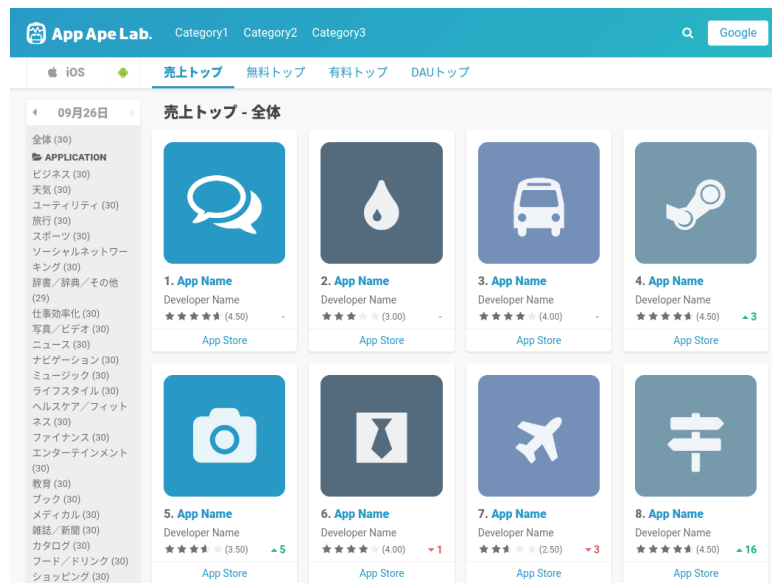 App Ape Lab. Category1 Category2 Category3 Google
iOS 売上トップ 無料トップ 有料トップ DAUトップ
09月26日
売上トップ - 全体
全体 (30)
APPLICATION
ビジネス (30)
天気 (30)
ユーティリティ (30)
旅行 (30)
スポーツ (30)
ソーシャルネットワー
キング (30)
辞書／辞典／その他
(29)
仕事効率化 (30)
写真／ビデオ (30)
ニュース (30)
ナビゲーション (30)
ミュージック (30)
ライフスタイル (30)
ヘルスケア／フィット
ネス (30)
ファイナンス (30)
エンターテインメント
(30)
教育 (30)
ブック (30)
メディカル (30)
雑誌／新聞 (30)
カタログ (30)
フード／ドリンク (30)
ショッピング (30)
1. App Name
Developer Name
(4.50) -
App Store
2. App Name
Developer Name
(3.00) -
App Store
3. App Name
Developer Name
(4.00) -
App Store
4. App Name
Developer Name
(4.50) 3
App Store
5. App Name
Developer Name
(3.50) 5
App Store
6. App Name
Developer Name
(4.00) 1
App Store
7. App Name
Developer Name
(2.50) 3
App Store
8. App Name
Developer Name
(4.50) 16
App Store